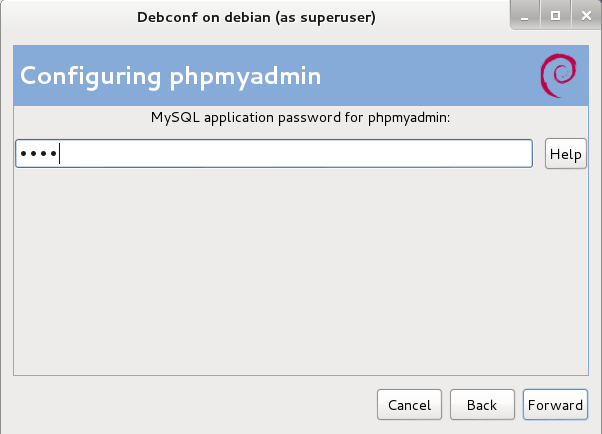 Debconf on debian (as superuser)
Configuring phpmyadmin
MySQL application password for phpmyadmin:
••••
Help
Cancel
Back
Forward